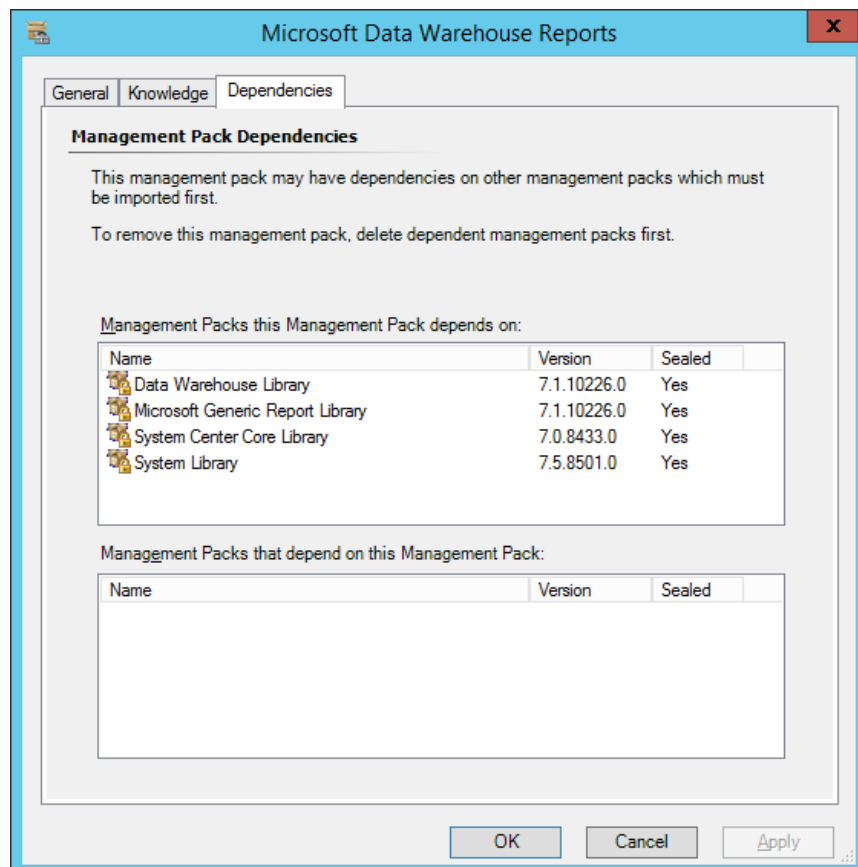 Microsoft Data Warehouse Reports
x
General Knowledge Dependencies
Management Pack Dependencies
This management pack may have dependencies on other management packs which must
be imported first.
To remove this management pack, delete dependent management packs first.
Management Packs this Management Pack depends on:
Name Version Sealed
Data Warehouse Library 7.1.10226.0 Yes
Microsoft Generic Report Library 7.1.10226.0 Yes
System Center Core Library 7.0.8433.0 Yes
System Library 7.5.8501.0 Yes
Management Packs that depend on this Management Pack:
Name Version Sealed
OK Cancel Apply